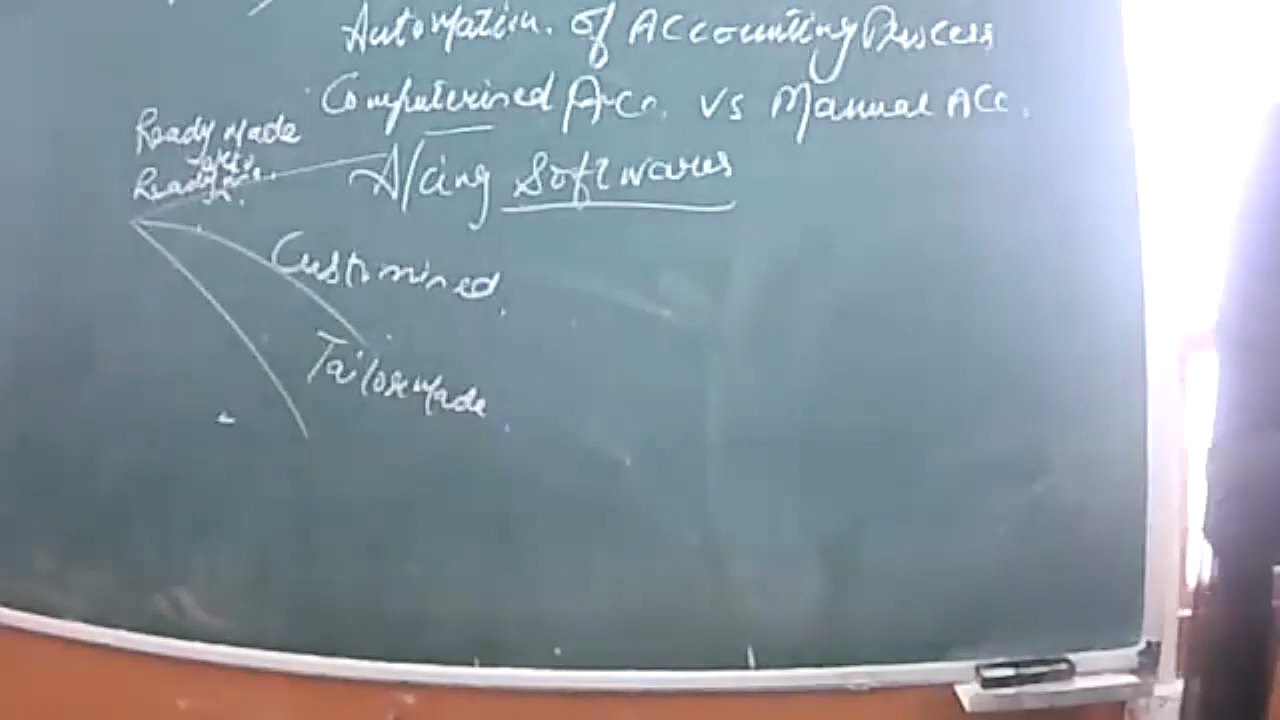 Automation. Of Accounting Process
Computerised Acc. Vs Manual Acc.
Ready Made
A/cing Softwares
Customised
Tailormade